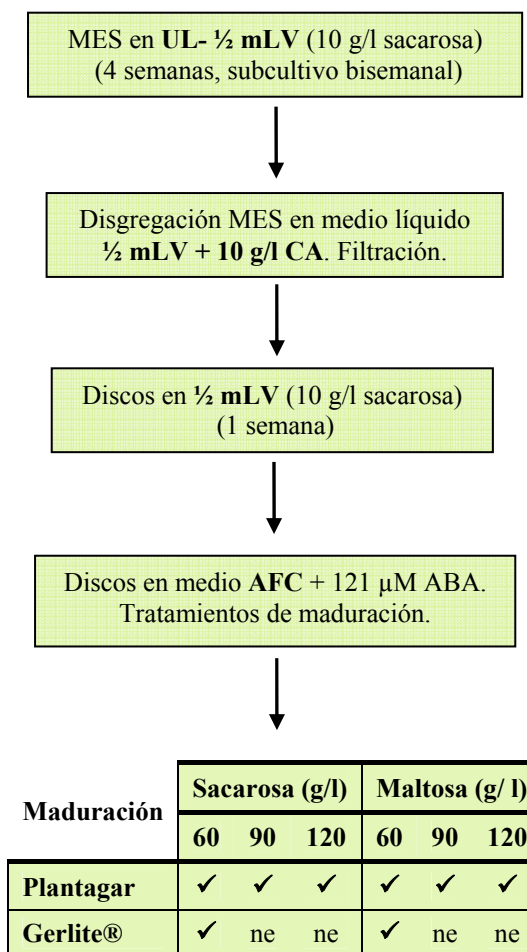 MES en UL- ½ mLV (10 g/l sacarosa)
(4 semanas, subcultivo bisemanal)
Disgregación MES en medio líquido
½ mLV + 10 g/l CA. Filtración.
Discos en ½ mLV (10 g/l sacarosa)
(1 semana)
Discos en medio AFC + 121 µM ABA.
Tratamientos de maduración.
Maduración Sacarosa (g/l) Maltosa (g/ l)
60 90 120 60 90 120
Plantagar ✓ ✓ ✓ ✓ ✓ ✓
Gerlite® ✓ ne ne ✓ ne ne